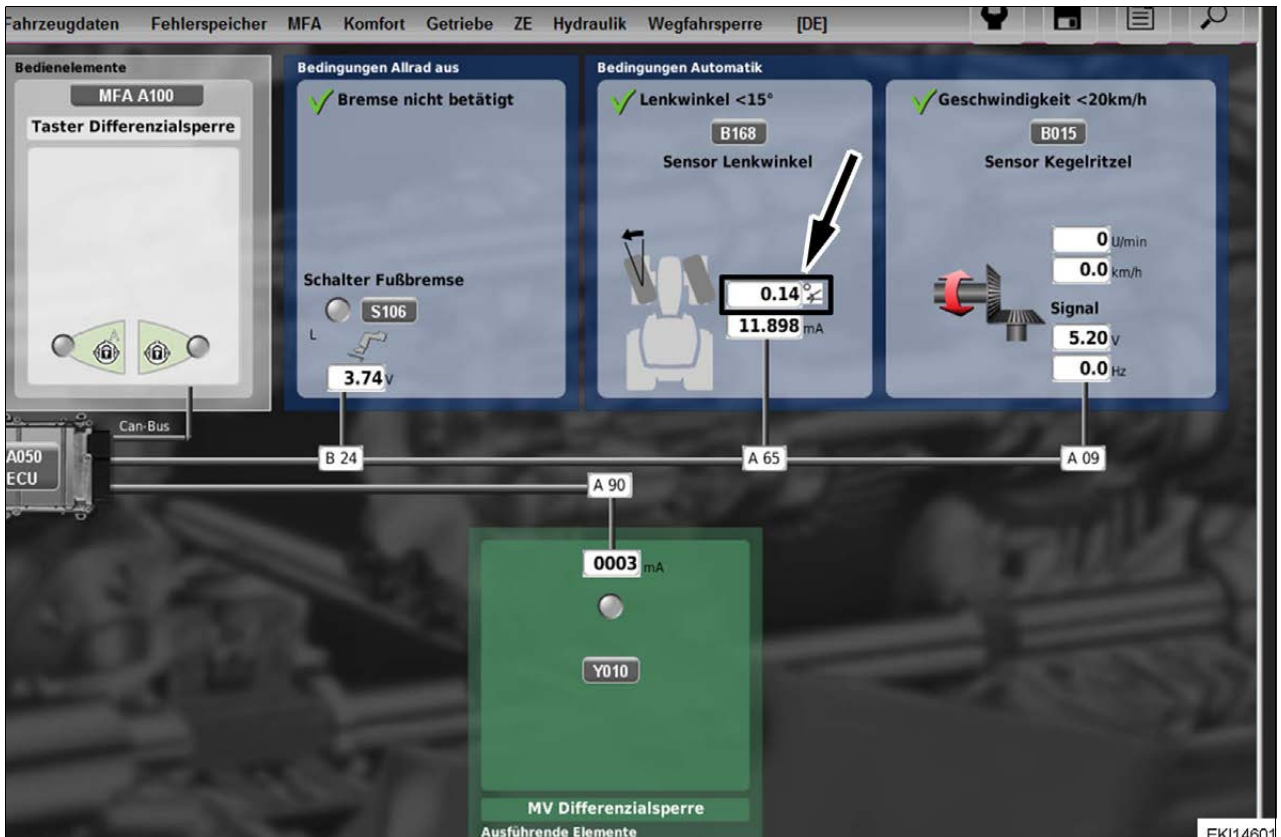 Fahrzeugdaten Fehlerspeicher MFA Komfort Getriebe ZE Hydraulik Wegfahrsperre [DE]
Bedienelemente
MFA A100
Taster Differenzialsperre
A
Can-Bus
A050
ECU
Bedingungen Allrad aus
Bremse nicht betätigt
Schalter Fußbremse
S106
L
3.74 V
B 24
Bedingungen Automatik
Lenkwinkel <15°
B168
Sensor Lenkwinkel
0.14 °
11.898 mA
A 65
Geschwindigkeit <20km/h
B015
Sensor Kegelritzel
0 U/min
0.0 km/h
Signal
5.20 V
0.0 Hz
A 09
A 90
0003 mA
Y010
MV Differenzialsperre
Ausführende Elemente